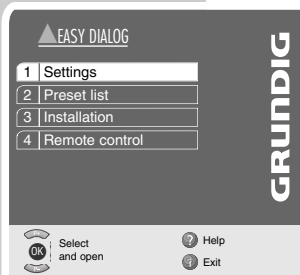 EASY DIALOG
1 Settings
2 Preset list
3 Installation
4 Remote control
GRUNDIG
OK
Select
and open
? Help
i Exit